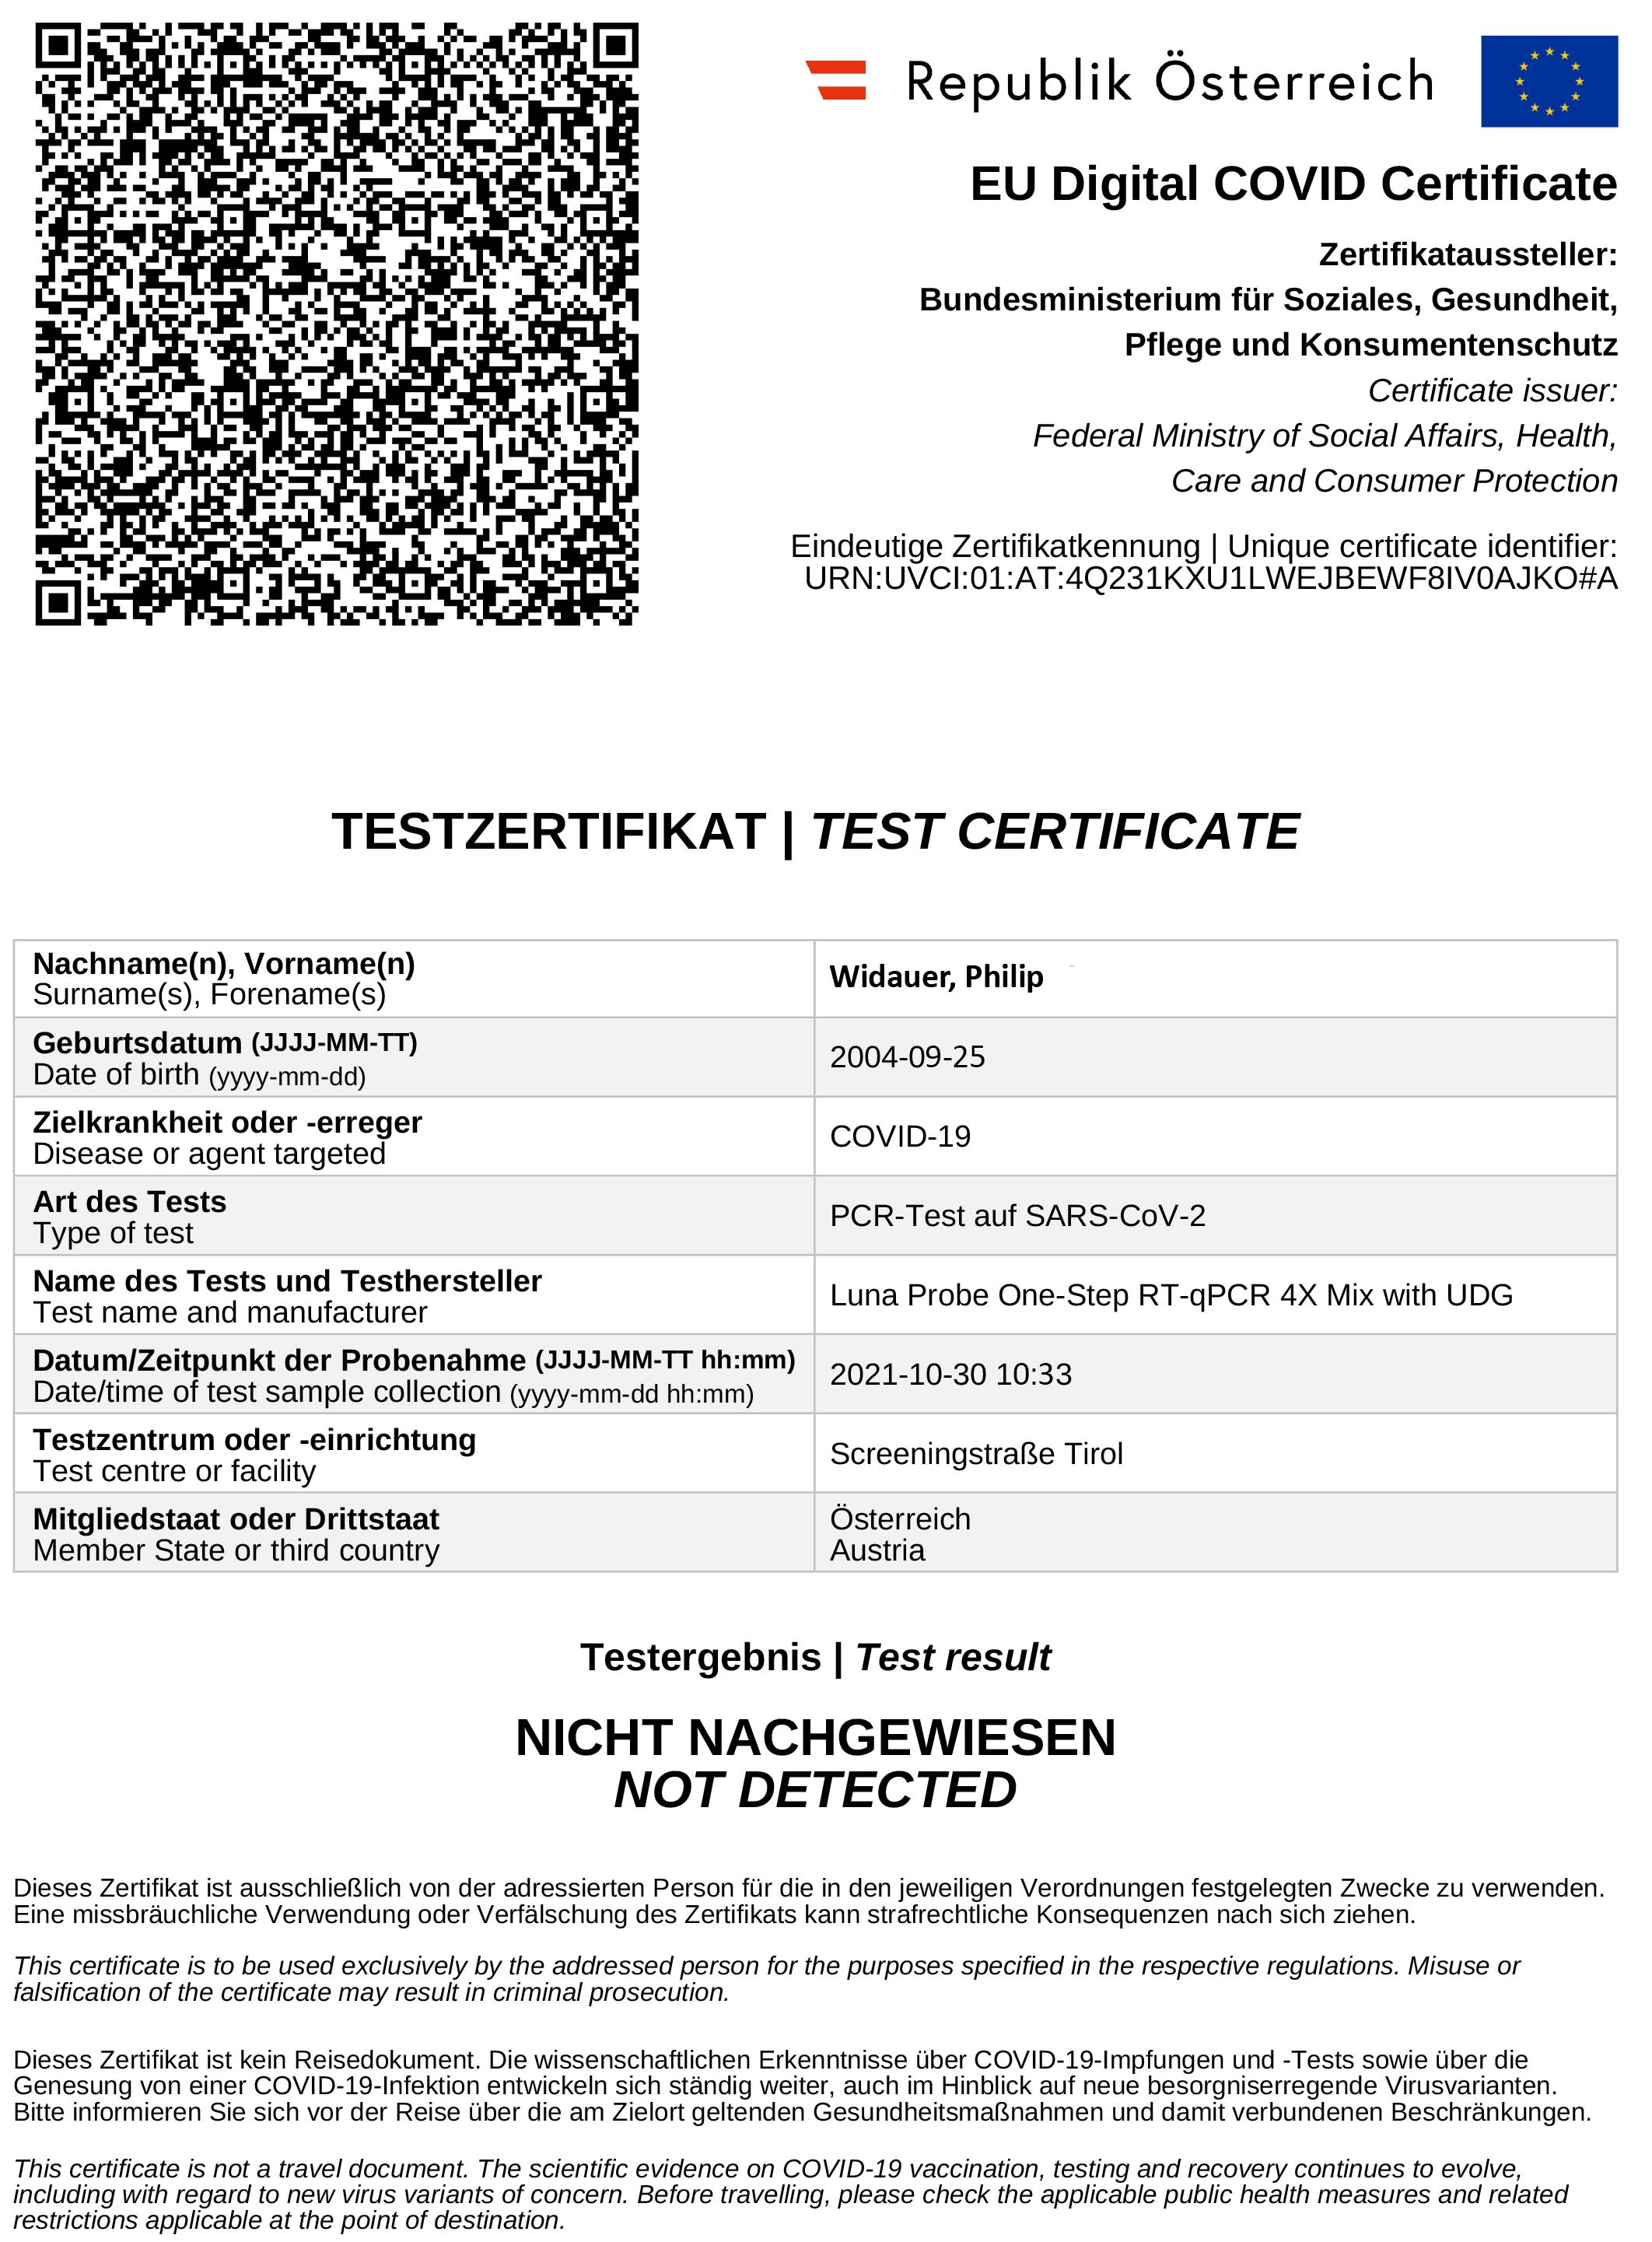 Republik Österreich
EU Digital COVID Certificate
Zertifikataussteller:
Bundesministerium für Soziales, Gesundheit,
Pflege und Konsumentenschutz
Certificate issuer:
Federal Ministry of Social Affairs, Health,
Care and Consumer Protection
Eindeutige Zertifikatkennung | Unique certificate identifier:
URN:UVCI:01:AT:4Q231KXU1LWEJBEWF8IV0AJKO#A
TESTZERTIFIKAT | TEST CERTIFICATE
Nachname(n), Vorname(n)
Surname(s), Forename(s)
Widauer, Philip
Geburtsdatum (JJJJ-MM-TT)
Date of birth (yyyy-mm-dd)
2004-09-25
Zielkrankheit oder -erreger
Disease or agent targeted
COVID-19
Art des Tests
Type of test
PCR-Test auf SARS-CoV-2
Name des Tests und Testhersteller
Test name and manufacturer
Luna Probe One-Step RT-qPCR 4X Mix with UDG
Datum/Zeitpunkt der Probenahme (JJJJ-MM-TT hh:mm)
Date/time of test sample collection (yyyy-mm-dd hh:mm)
2021-10-30 10:33
Testzentrum oder -einrichtung
Test centre or facility
Screeningstraße Tirol
Mitgliedstaat oder Drittstaat
Member State or third country
Österreich
Austria
Testergebnis | Test result
NICHT NACHGEWIESEN
NOT DETECTED
Dieses Zertifikat ist ausschließlich von der adressierten Person für die in den jeweiligen Verordnungen festgelegten Zwecke zu verwenden.
Eine missbräuchliche Verwendung oder Verfälschung des Zertifikats kann strafrechtliche Konsequenzen nach sich ziehen.
This certificate is to be used exclusively by the addressed person for the purposes specified in the respective regulations. Misuse or
falsification of the certificate may result in criminal prosecution.
Dieses Zertifikat ist kein Reisedokument. Die wissenschaftlichen Erkenntnisse über COVID-19-Impfungen und -Tests sowie über die
Genesung von einer COVID-19-Infektion entwickeln sich ständig weiter, auch im Hinblick auf neue besorgniserregende Virusvarianten.
Bitte informieren Sie sich vor der Reise über die am Zielort geltenden Gesundheitsmaßnahmen und damit verbundenen Beschränkungen.
This certificate is not a travel document. The scientific evidence on COVID-19 vaccination, testing and recovery continues to evolve,
including with regard to new virus variants of concern. Before travelling, please check the applicable public health measures and related
restrictions applicable at the point of destination.